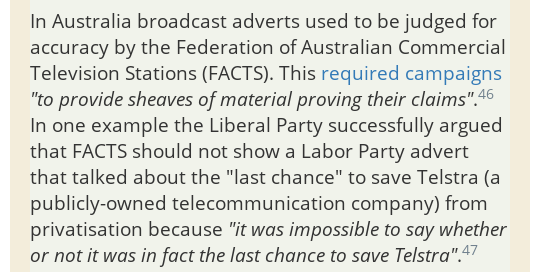 In Australia broadcast adverts used to be judged for
accuracy by the Federation of Australian Commercial
Television Stations (FACTS). This required campaigns
"to provide sheaves of material proving their claims".46
In one example the Liberal Party successfully argued
that FACTS should not show a Labor Party advert
that talked about the "last chance" to save Telstra (a
publicly-owned telecommunication company) from
privatisation because "it was impossible to say whether
or not it was in fact the last chance to save Telstra".47